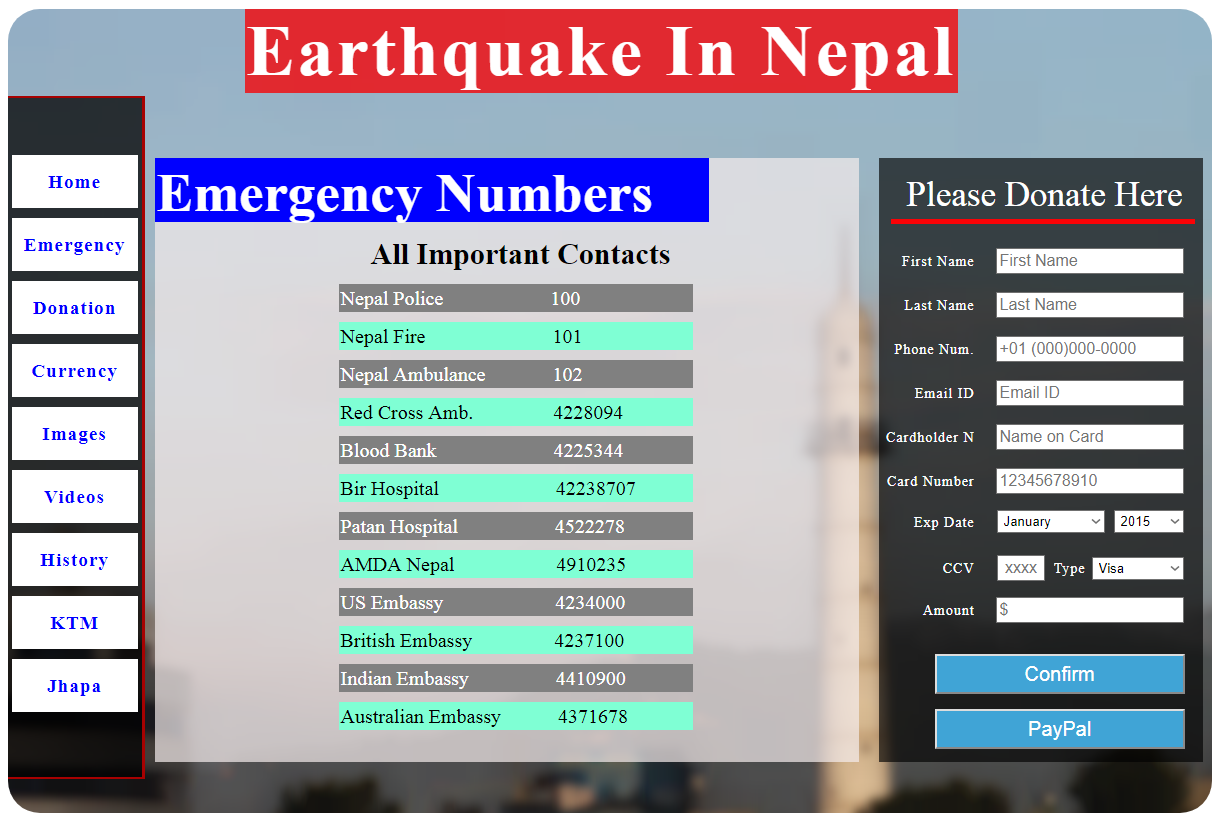 Earthquake In Nepal
Home
Emergency
Donation
Currency
Images
Videos
History
KTM
Jhapa
Emergency Numbers
All Important Contacts
Nepal Police 100
Nepal Fire 101
Nepal Ambulance 102
Red Cross Amb. 4228094
Blood Bank 4225344
Bir Hospital 42238707
Patan Hospital 4522278
AMDA Nepal 4910235
US Embassy 4234000
British Embassy 4237100
Indian Embassy 4410900
Australian Embassy 4371678
Please Donate Here
First Name First Name
Last Name Last Name
Phone Num. +01 (000)000-0000
Email ID Email ID
Cardholder N Name on Card
Card Number 12345678910
Exp Date January 2015
CCV xxxx Type Visa
Amount $
Confirm
PayPal